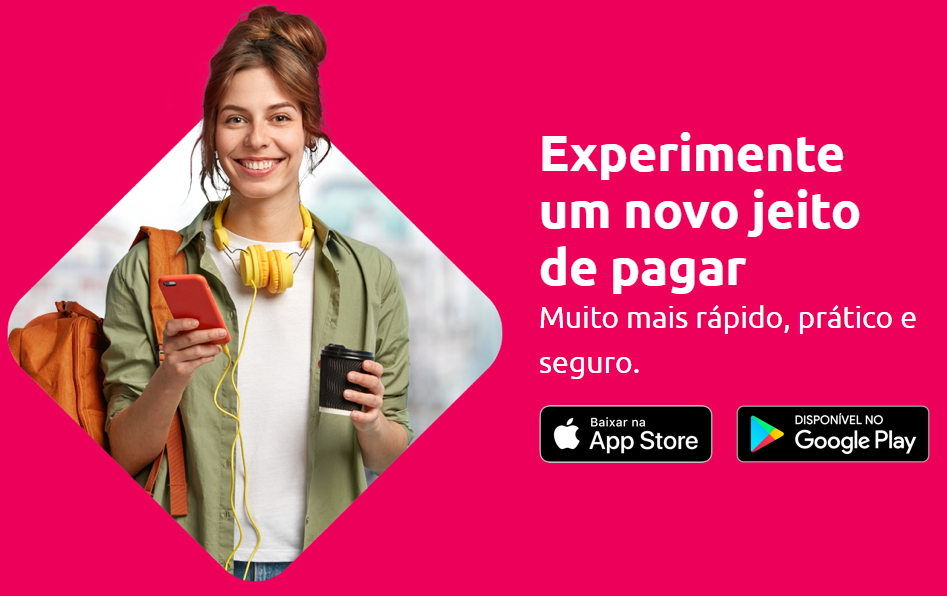 Experimente
um novo jeito
de pagar
Muito mais rápido, prático e
seguro.
Baixar na
App Store
DISPONÍVEL NO
Google Play